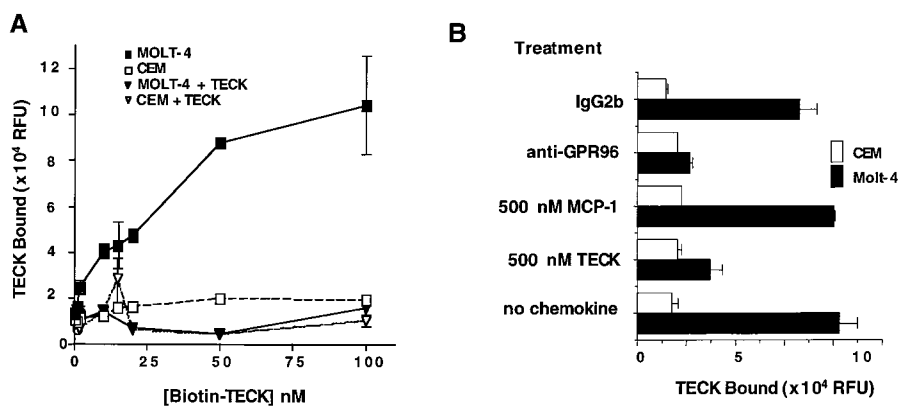 A
MOLT-4
CEM
MOLT-4 + TECK
CEM + TECK
TECK Bound (x10⁴ RFU)
12
10
8
6
4
2
0
0
25
50
75
100
[Biotin-TECK] nM
B
Treatment
IgG2b
anti-GPR96
500 nM MCP-1
500 nM TECK
no chemokine
CEM
Molt-4
0
5
10
TECK Bound (x10⁴ RFU)